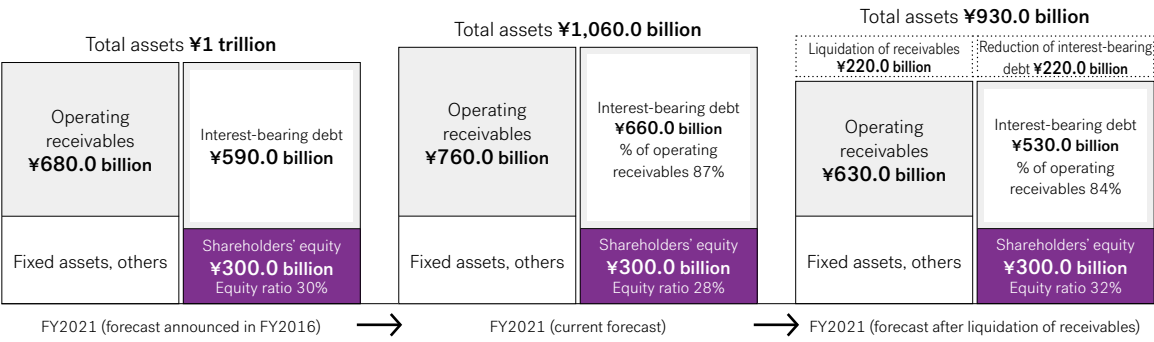 Total assets ¥1 trillion
Operating
receivables
¥680.0 billion
Interest-bearing debt
¥590.0 billion
Fixed assets, others
Shareholders' equity
¥300.0 billion
Equity ratio 30%
FY2021 (forecast announced in FY2016)
Total assets ¥1,060.0 billion
Operating
receivables
¥760.0 billion
Interest-bearing debt
¥660.0 billion
% of operating
receivables 87%
Fixed assets, others
Shareholders' equity
¥300.0 billion
Equity ratio 28%
FY2021 (current forecast)
Total assets ¥930.0 billion
Liquidation of receivables
¥220.0 billion
Reduction of interest-bearing
debt ¥220.0 billion
Operating
receivables
¥630.0 billion
Interest-bearing debt
¥530.0 billion
% of operating
receivables 84%
Fixed assets, others
Shareholders' equity
¥300.0 billion
Equity ratio 32%
FY2021 (forecast after liquidation of receivables)